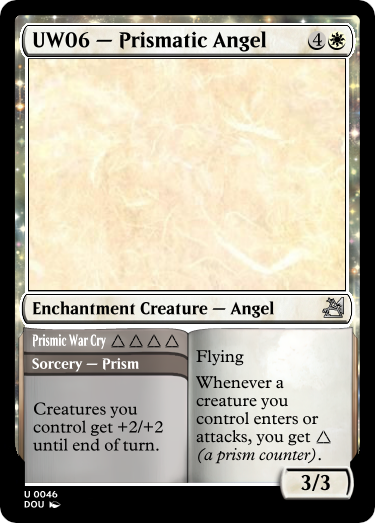 UW06 — Prismatic Angel 4
Enchantment Creature — Angel
Prismic War Cry △ △ △ △
Sorcery — Prism
Creatures you
control get +2/+2
until end of turn.
Flying
Whenever a
creature you
control enters or
attacks, you get △
(a prism counter).
3/3
U 0046
DOU